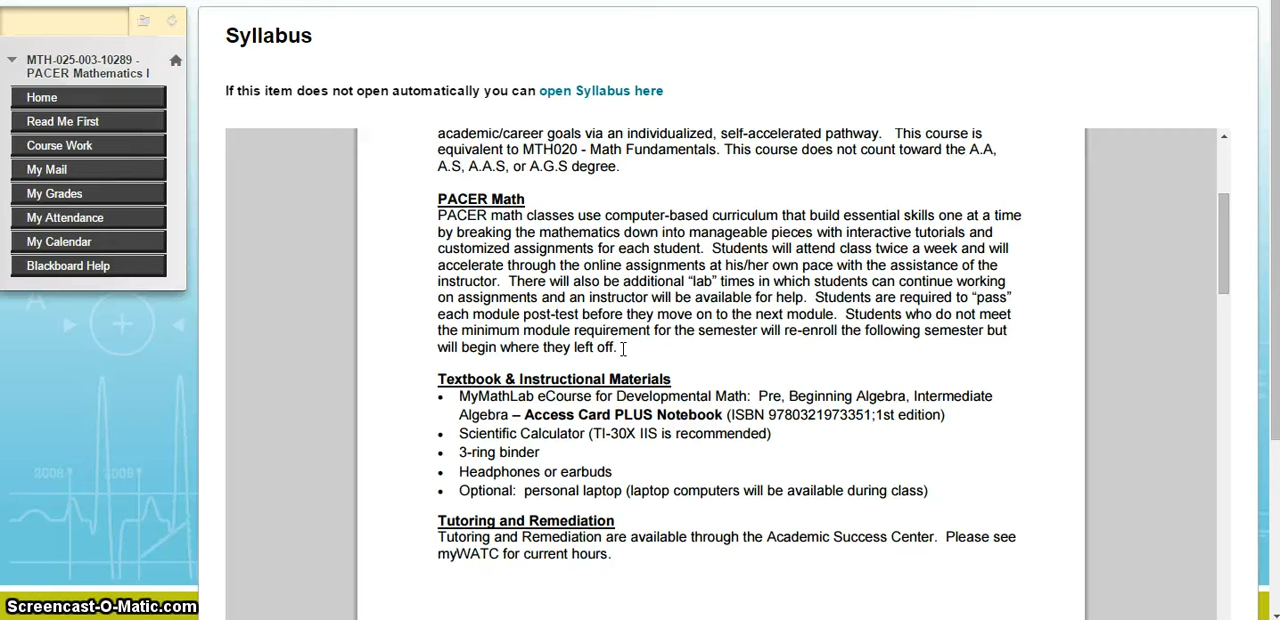 Syllabus
If this item does not open automatically you can open Syllabus here
MTH-025-003-10289 -
PACER Mathematics I
Home
Read Me First
Course Work
My Mail
My Grades
My Attendance
My Calendar
Blackboard Help
academic/career goals via an individualized, self-accelerated pathway. This course is
equivalent to MTH020 - Math Fundamentals. This course does not count toward the A.A,
A.S, A.A.S, or A.G.S degree.
PACER Math
PACER math classes use computer-based curriculum that build essential skills one at a time
by breaking the mathematics down into manageable pieces with interactive tutorials and
customized assignments for each student. Students will attend class twice a week and will
accelerate through the online assignments at his/her own pace with the assistance of the
instructor. There will also be additional “lab” times in which students can continue working
on assignments and an instructor will be available for help. Students are required to “pass”
each module post-test before they move on to the next module. Students who do not meet
the minimum module requirement for the semester will re-enroll the following semester but
will begin where they left off.
Textbook & Instructional Materials
• MyMathLab eCourse for Developmental Math: Pre, Beginning Algebra, Intermediate
Algebra – Access Card PLUS Notebook (ISBN 9780321973351;1st edition)
• Scientific Calculator (TI-30X IIS is recommended)
• 3-ring binder
• Headphones or earbuds
• Optional: personal laptop (laptop computers will be available during class)
Tutoring and Remediation
Tutoring and Remediation are available through the Academic Success Center. Please see
myWATC for current hours.
2008 2009
A
Screencast-O-Matic.com